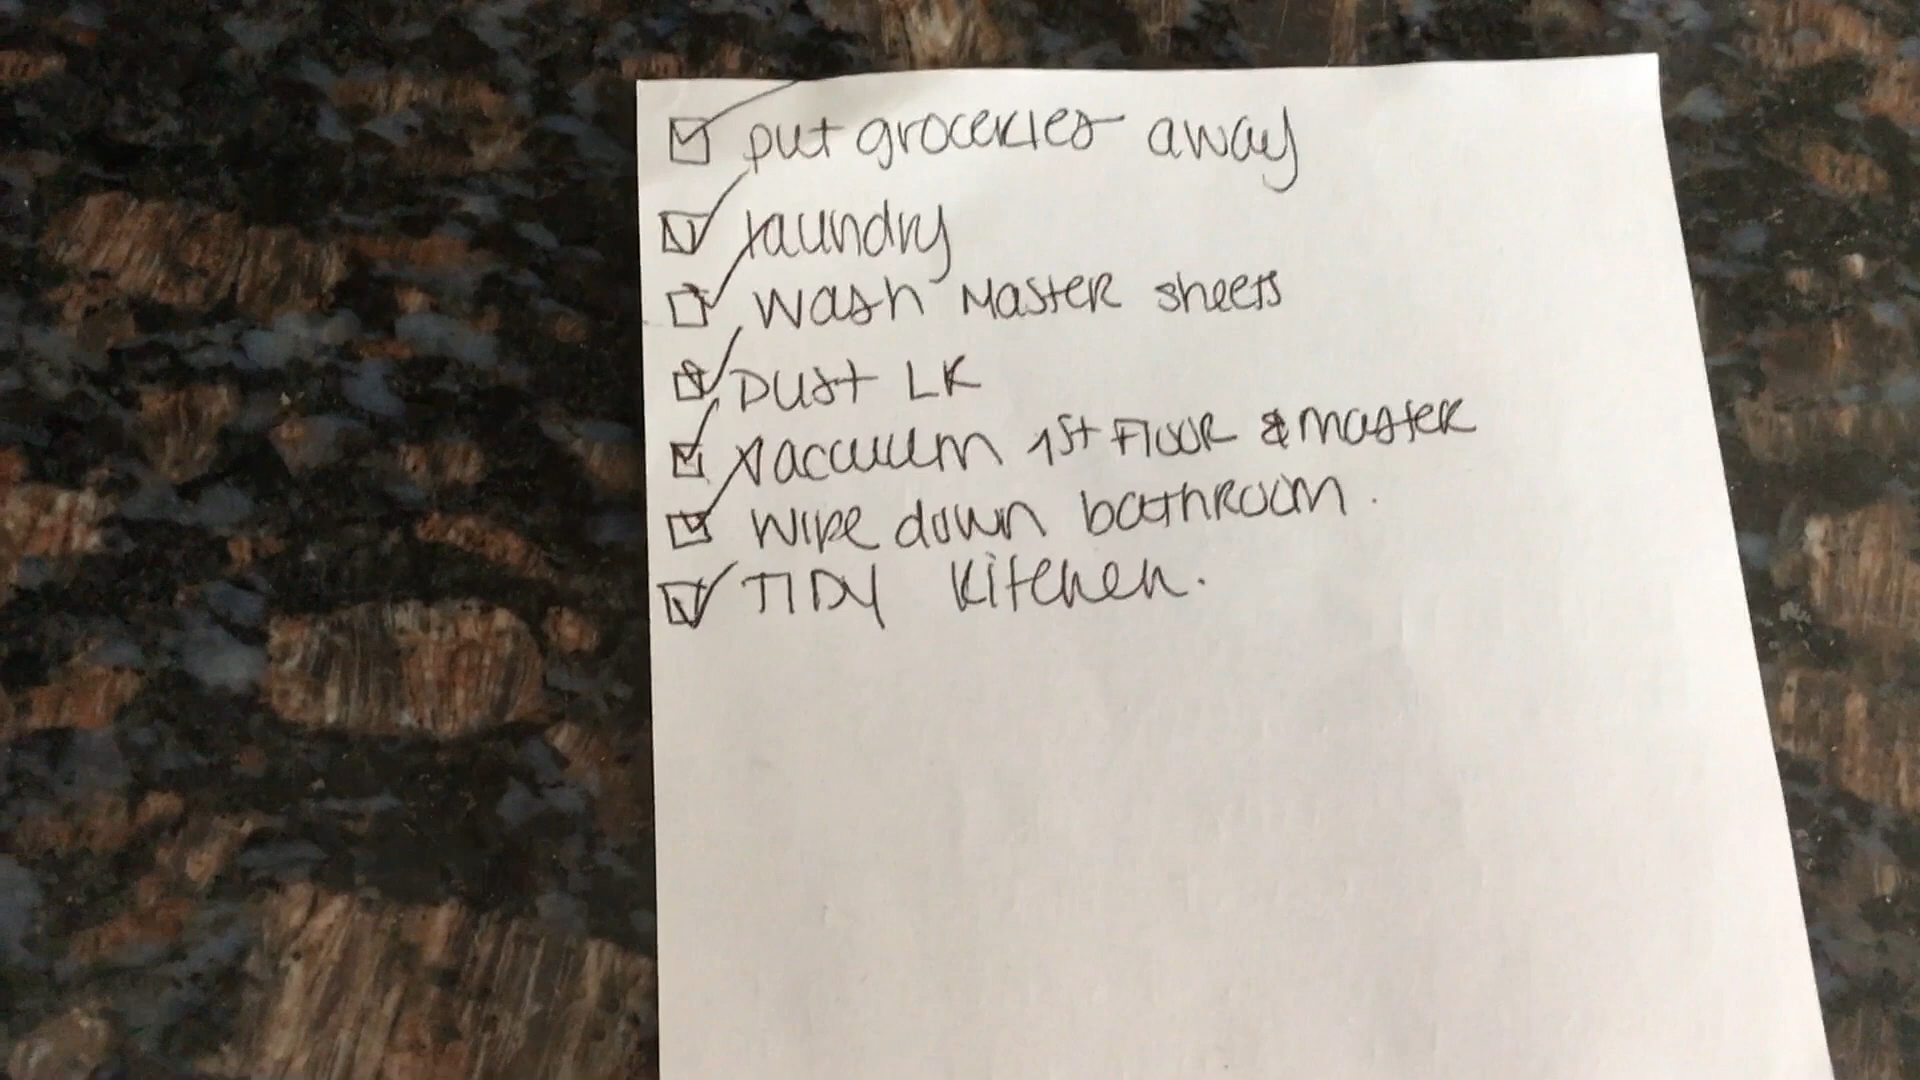 put groceries away
laundry
wash Master sheets
Dust LK
vacuum 1st Floor & master
wipe down bathroom.
TIDY kitchen.